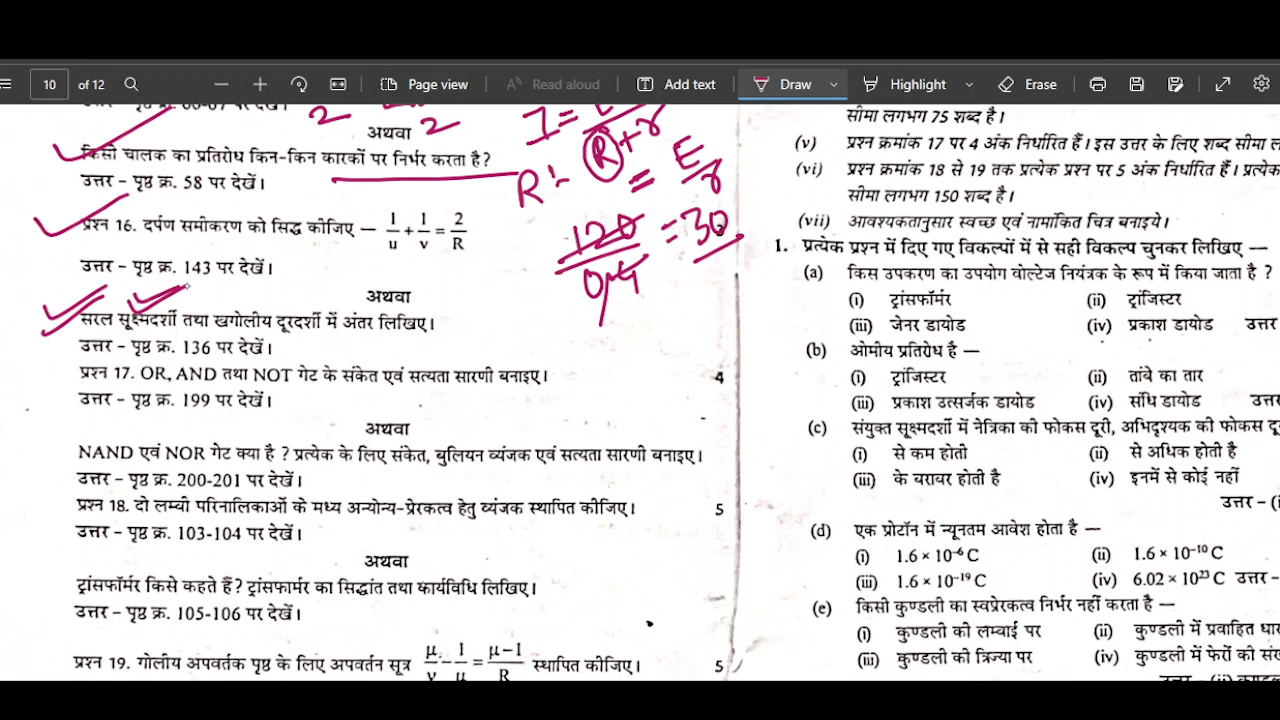 10 of 12 Page view Read aloud Add text Draw Highlight Erase
अथवा
किसी चालक का प्रतिरोध किन-किन कारकों पर निर्भर करता है?
उत्तर – पृष्ठ क्र. 58 पर देखें।
प्रश्न 16. दर्पण समीकरण को सिद्ध कीजिए — 1/u + 1/v = 2/R
उत्तर – पृष्ठ क्र. 143 पर देखें।
अथवा
सरल सूक्ष्मदर्शी तथा खगोलीय दूरदर्शी में अंतर लिखिए।
उत्तर – पृष्ठ क्र. 136 पर देखें।
प्रश्न 17. OR, AND तथा NOT गेट के संकेत एवं सत्यता सारणी बनाइए। 4
उत्तर – पृष्ठ क्र. 199 पर देखें।
अथवा
NAND एवं NOR गेट क्या है ? प्रत्येक के लिए संकेत, बुलियन व्यंजक एवं सत्यता सारणी बनाइए।
उत्तर – पृष्ठ क्र. 200-201 पर देखें।
प्रश्न 18. दो लम्बी परिनालिकाओं के मध्य अन्योन्य-प्रेरकत्व हेतु व्यंजक स्थापित कीजिए। 5
उत्तर – पृष्ठ क्र. 103-104 पर देखें।
अथवा
ट्रांसफॉर्मर किसे कहते हैं? ट्रांसफार्मर का सिद्धांत तथा कार्यविधि लिखिए।
उत्तर – पृष्ठ क्र. 105-106 पर देखें।
प्रश्न 19. गोलीय अपवर्तक पृष्ठ के लिए अपवर्तन सूत्र μ/v - 1/u = μ-1/R स्थापित कीजिए। 5
2 2
I =
R + r
R = E/r
120/0.4 = 30
सीमा लगभग 75 शब्द है।
(v) प्रश्न क्रमांक 17 पर 4 अंक निर्धारित हैं। इस उत्तर के लिए शब्द सीमा
(vi) प्रश्न क्रमांक 18 से 19 तक प्रत्येक प्रश्न पर 5 अंक निर्धारित हैं।
सीमा लगभग 150 शब्द है।
(vii) आवश्यकतानुसार स्वच्छ एवं नामांकित चित्र बनाइए।
1. प्रत्येक प्रश्न में दिए गए विकल्पों में से सही विकल्प चुनकर लिखिए —
(a) किस उपकरण का उपयोग वोल्टेज नियंत्रक के रूप में किया जाता है ?
(i) ट्रांसफॉर्मर (ii) ट्रांजिस्टर
(iii) जेनर डायोड (iv) प्रकाश डायोड उत्तर
(b) ओमीय प्रतिरोध है —
(i) ट्रांजिस्टर (ii) तांबे का तार
(iii) प्रकाश उत्सर्जक डायोड (iv) संधि डायोड
(c) संयुक्त सूक्ष्मदर्शी में नेत्रिका की फोकस दूरी, अभिदृश्यक की फोकस
(i) से कम होती (ii) से अधिक होती है
(iii) के बराबर होती है (iv) इनमें से कोई नहीं
उत्तर –
(d) एक प्रोटॉन में न्यूनतम आवेश होता है —
(i) 1.6 × 10⁻⁶ C (ii) 1.6 × 10⁻¹⁰ C
(iii) 1.6 × 10⁻¹⁹ C (iv) 6.02 × 10²³ C उत्तर –
(e) किसी कुण्डली का स्वप्रेरकत्व निर्भर नहीं करता है —
(i) कुण्डली की लम्बाई पर (ii) कुण्डली में प्रवाहित
(iii) कुण्डली की त्रिज्या पर (iv) कुण्डली में फेरों की